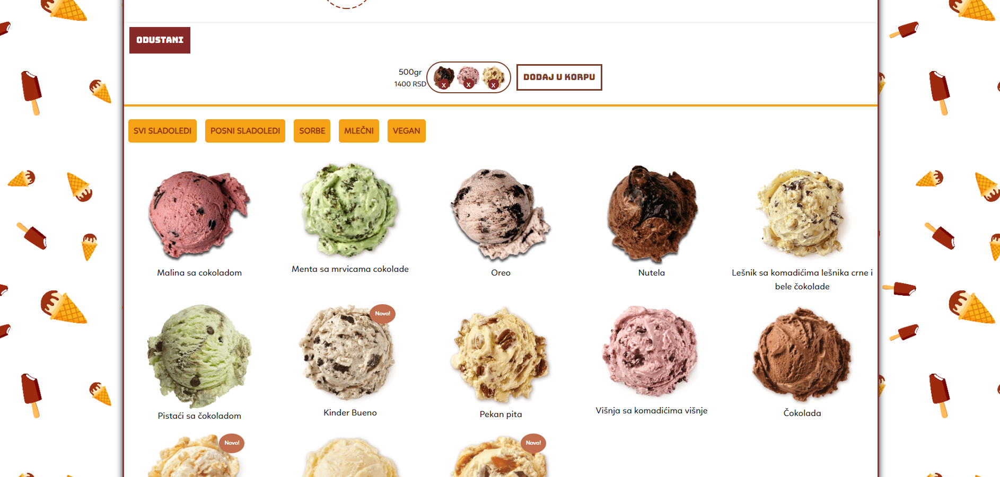 ODUSTANI
500gr
1400 RSD
x x x
DODAJ U KORPU
SVI SLADOLEDI
POSNI SLADOLEDI
SORBE
MLEČNI
VEGAN
Malina sa cokoladom
Menta sa mrvicama cokolade
Oreo
Nutela
Lešnik sa komadićima lešnika crne i
bele čokolade
Pistaći sa čokoladom
Novo!
Kinder Bueno
Pekan pita
Višnja sa komadićima višnje
Čokolada
Novo!
Novo!